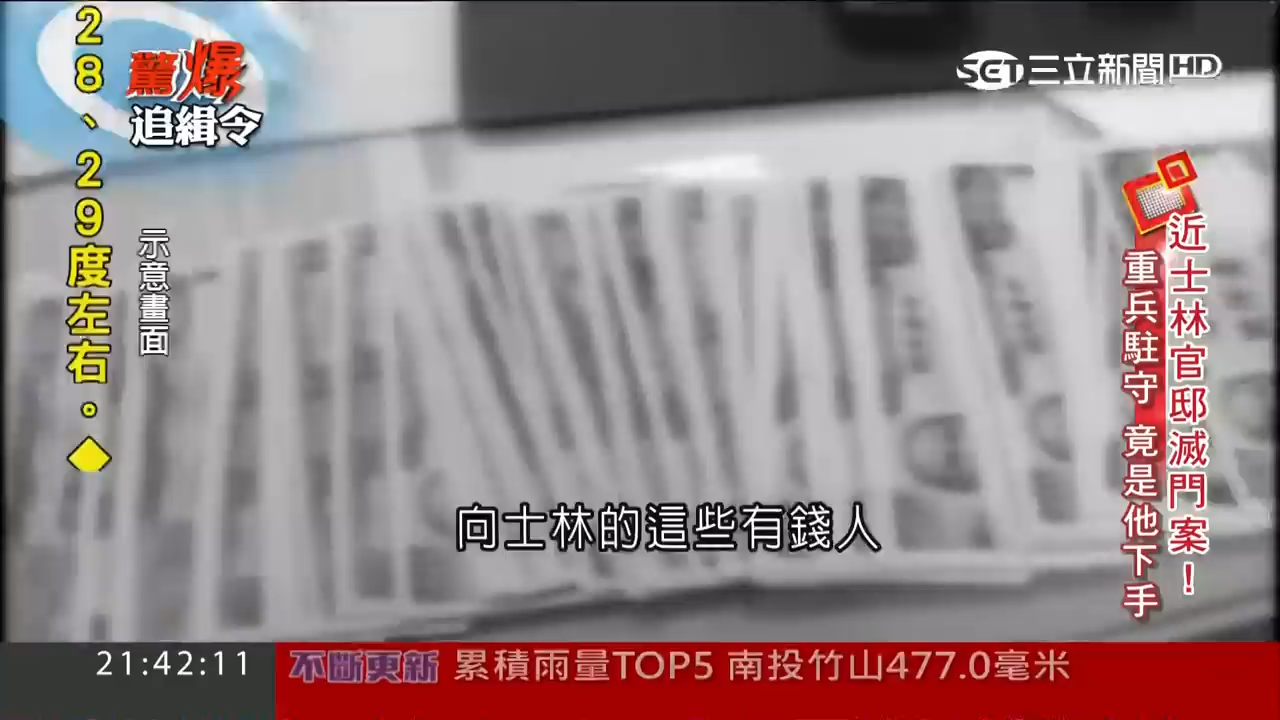 28、29度左右。
驚爆
追緝令
SET三立新聞HD
示意畫面
近士林官邸滅門案！
重兵駐守 竟是他下手
向士林的這些有錢人
21:42:11
不斷更新
累積雨量TOP5 南投竹山477.0毫米